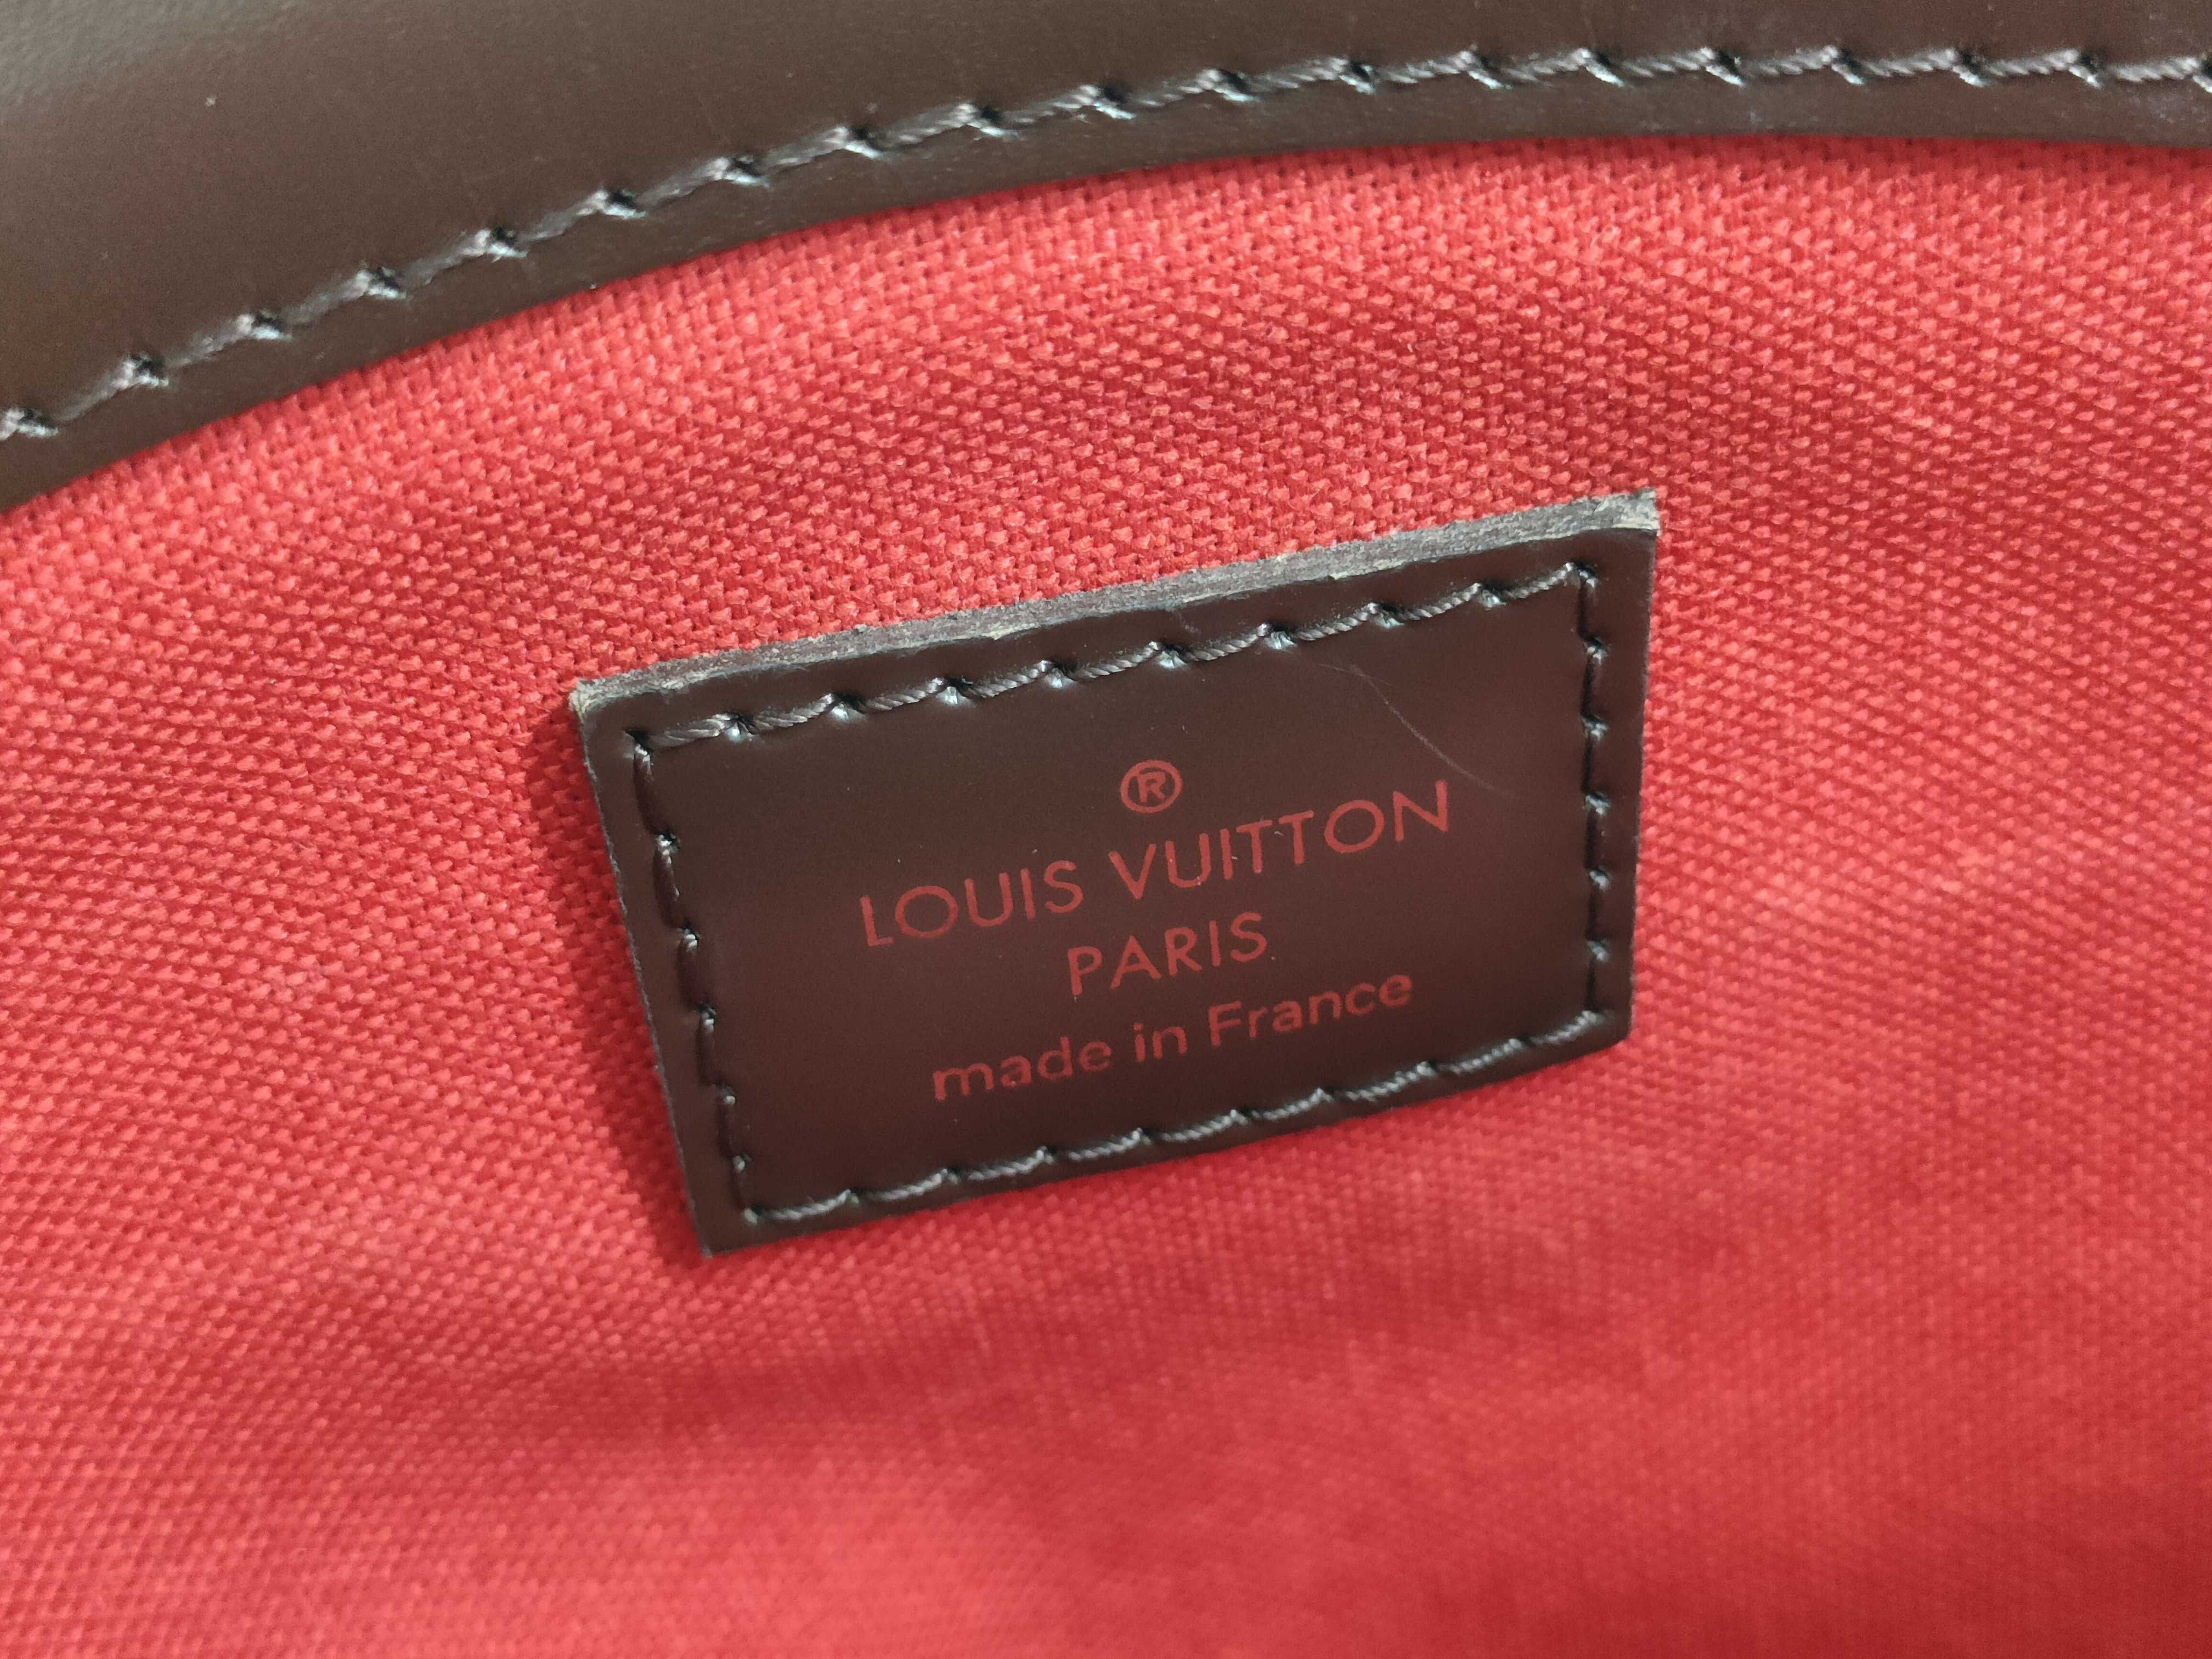 ®
LOUIS VUITTON
PARIS
made in France